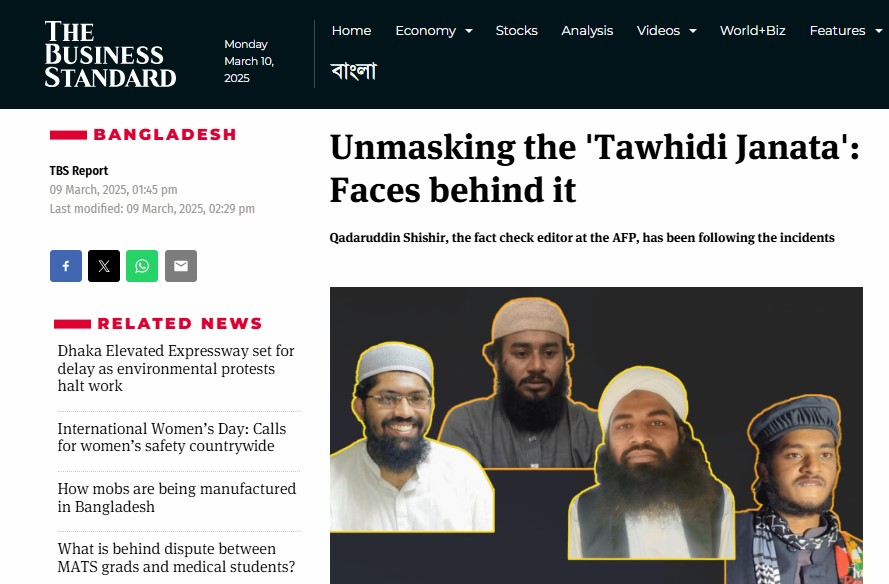 THE
BUSINESS
STANDARD
Monday
March 10,
2025
Home Economy Stocks Analysis Videos World+Biz Features
বাংলা
BANGLADESH
TBS Report
09 March, 2025, 01:45 pm
Last modified: 09 March, 2025, 02:29 pm
RELATED NEWS
Dhaka Elevated Expressway set for
delay as environmental protests
halt work
International Women’s Day: Calls
for women’s safety countrywide
How mobs are being manufactured
in Bangladesh
What is behind dispute between
MATS grads and medical students?
Unmasking the 'Tawhidi Janata':
Faces behind it
Qadaruddin Shishir, the fact check editor at the AFP, has been following the incidents